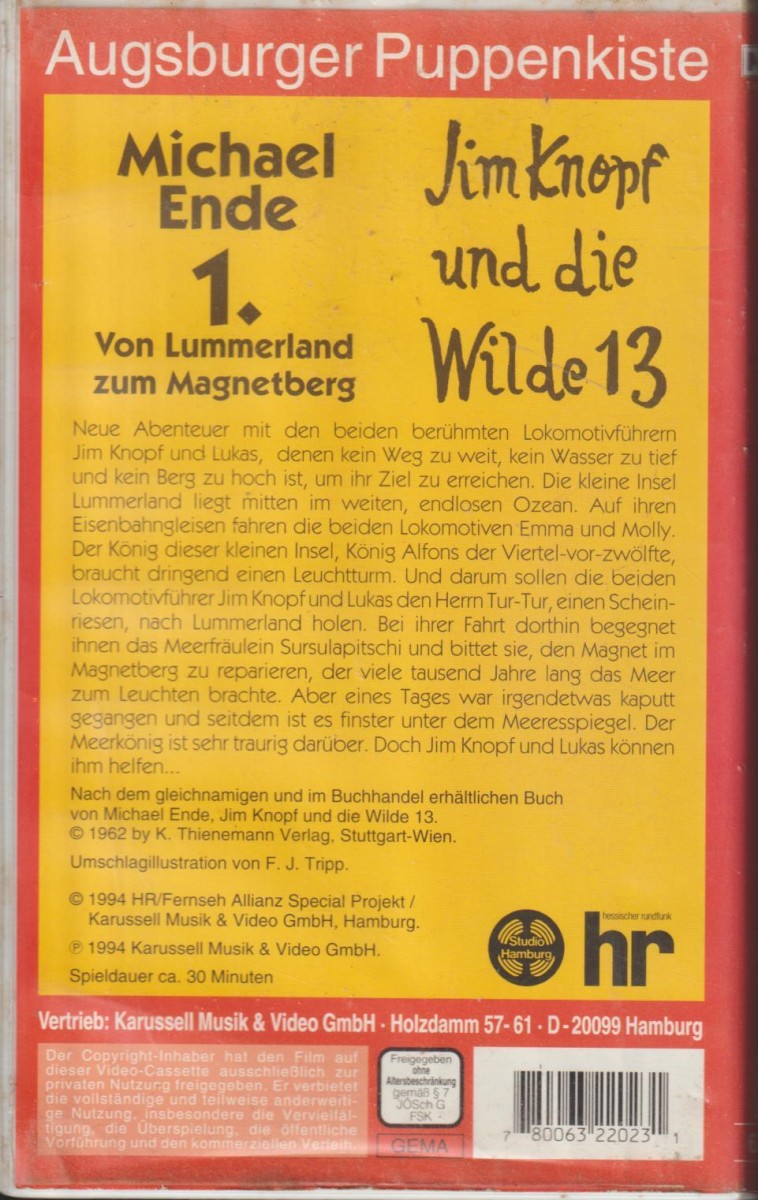 Augsburger Puppenkiste
Michael
Ende
1.
Von Lummerland
zum Magnetberg
Jim Knopf
und die
Wilde 13
Neue Abenteuer mit den beiden berühmten Lokomotivführern
Jim Knopf und Lukas, denen kein Weg zu weit, kein Wasser zu tief
und kein Berg zu hoch ist, um ihr Ziel zu erreichen. Die kleine Insel
Lummerland liegt mitten im weiten, endlosen Ozean. Auf ihren
Eisenbahngleisen fahren die beiden Lokomotiven Emma und Molly.
Der König dieser kleinen Insel, König Alfons der Viertel-vor-zwölfte,
braucht dringend einen Leuchtturm. Und darum sollen die beiden
Lokomotivführer Jim Knopf und Lukas den Herrn Tur-Tur, einen Schein-
riesen, nach Lummerland holen. Bei ihrer Fahrt dorthin begegnet
ihnen das Meerfräulein Sursulapitschi und bittet sie, den Magnet im
Magnetberg zu reparieren, der viele tausend Jahre lang das Meer
zum Leuchten brachte. Aber eines Tages war irgendetwas kaputt
gegangen und seitdem ist es finster unter dem Meeresspiegel. Der
Meerkönig ist sehr traurig darüber. Doch Jim Knopf und Lukas können
ihm helfen...
Nach dem gleichnamigen und im Buchhandel erhältlichen Buch
von Michael Ende, Jim Knopf und die Wilde 13.
© 1962 by K. Thienemann Verlag, Stuttgart-Wien.
Umschlagillustration von F. J. Tripp.
© 1994 HR/Fernseh Allianz Special Projekt /
Karussell Musik & Video GmbH, Hamburg.
℗ 1994 Karussell Musik & Video GmbH.
Spieldauer ca. 30 Minuten
Studio
Hamburg
hessischer rundfunk
hr
Vertrieb: Karussell Musik & Video GmbH · Holzdamm 57-61 · D-20099 Hamburg
Der Copyright-Inhaber hat den Film auf
dieser Video-Cassette ausschließlich zur
privaten Nutzung freigegeben. Er verbietet
die vollständige und teilweise anderweiti-
ge Nutzung, insbesondere die Vervielfäl-
tigung, die Überspielung, die öffentliche
Vorführung und den kommerziellen Verleih.
Freigegeben
ohne
Altersbeschränkung
gemäß § 7
JÖSch G
FSK
GEMA
7 80063 22023 1